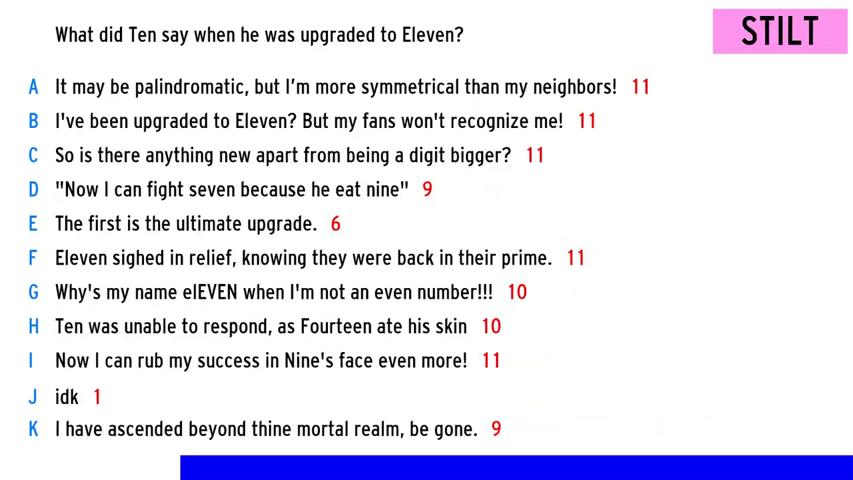 What did Ten say when he was upgraded to Eleven?
STILT
A It may be palindromatic, but I'm more symmetrical than my neighbors! 11
B I've been upgraded to Eleven? But my fans won't recognize me! 11
C So is there anything new apart from being a digit bigger? 11
D "Now I can fight seven because he eat nine" 9
E The first is the ultimate upgrade. 6
F Eleven sighed in relief, knowing they were back in their prime. 11
G Why's my name elEVEN when I'm not an even number!!! 10
H Ten was unable to respond, as Fourteen ate his skin 10
I Now I can rub my success in Nine's face even more! 11
J idk 1
K I have ascended beyond thine mortal realm, be gone. 9